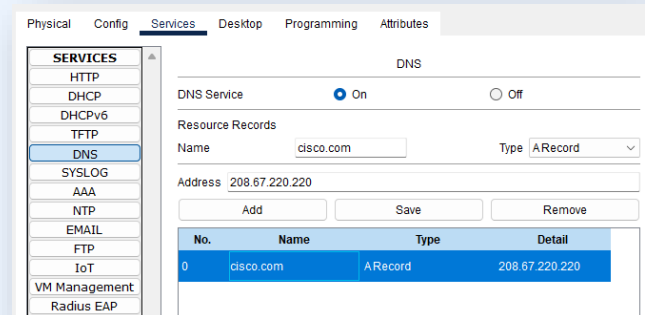 Physical Config Services Desktop Programming Attributes
SERVICES
HTTP
DHCP
DHCPv6
TFTP
DNS
SYSLOG
AAA
NTP
EMAIL
FTP
IoT
VM Management
Radius EAP
DNS
DNS Service On Off
Resource Records
Name cisco.com Type A Record
Address 208.67.220.220
Add Save Remove
No. Name Type Detail
0 cisco.com A Record 208.67.220.220